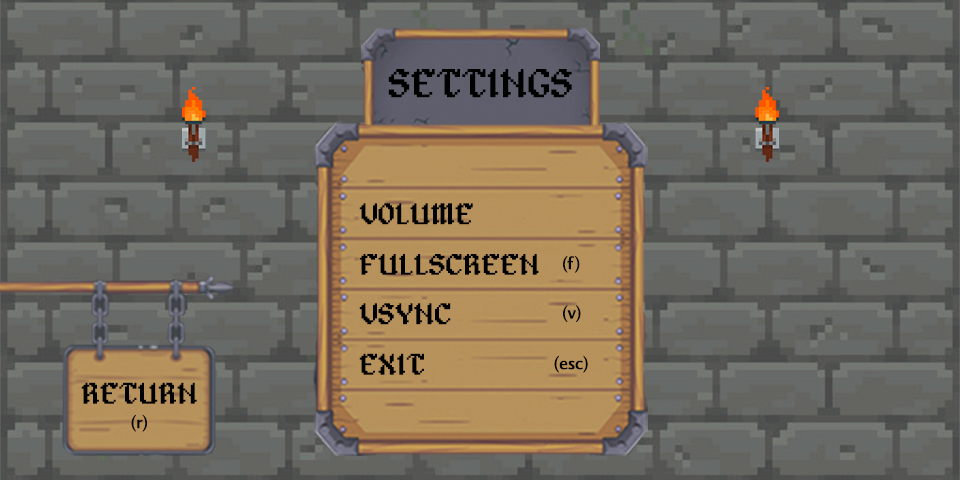 SETTINGS
VOLUME
FULLSCREEN (f)
VSYNC (v)
EXIT (esc)
RETURN
(r)